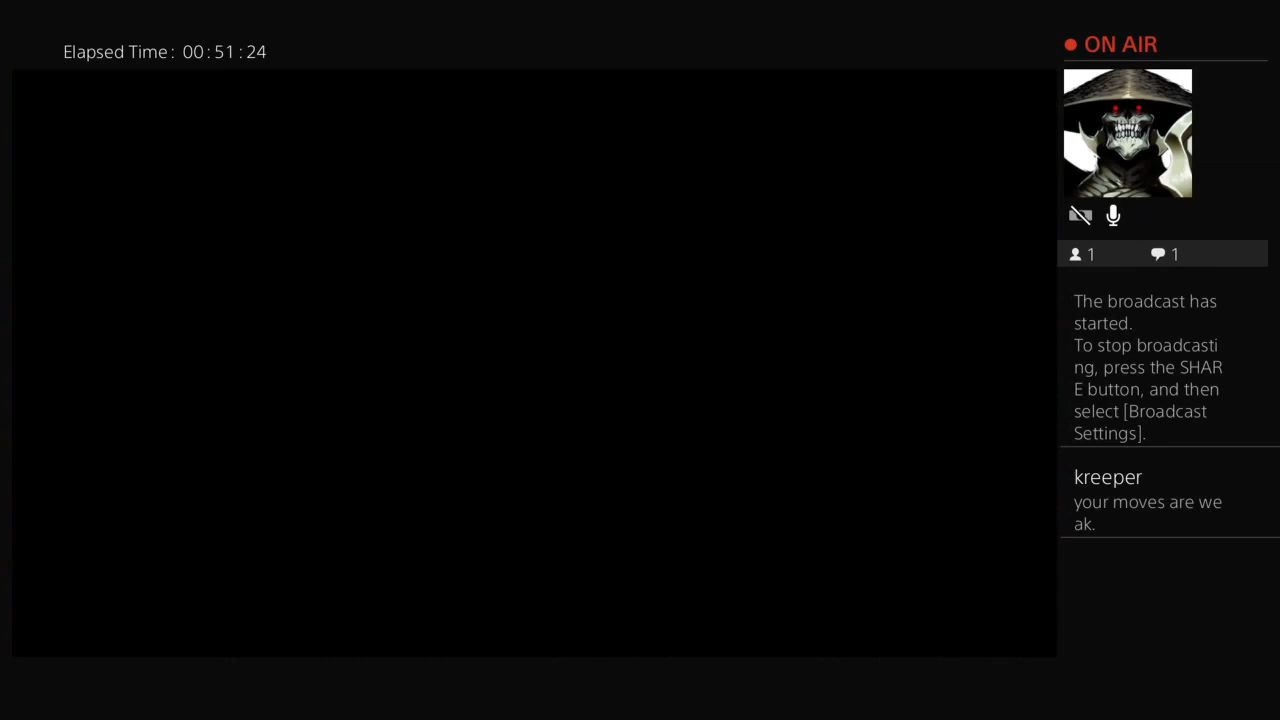 Elapsed Time: 00:51:24
ON AIR
1 1
The broadcast has
started.
To stop broadcasti
ng, press the SHAR
E button, and then
select [Broadcast
Settings].
kreeper
your moves are we
ak.